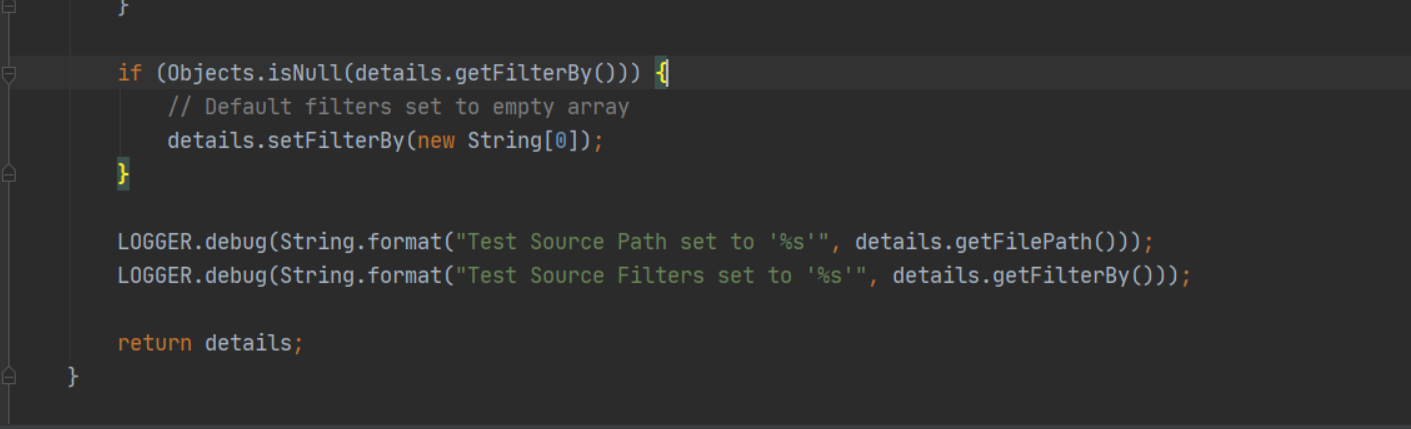 }
if (Objects.isNull(details.getFilterBy())) {
// Default filters set to empty array
details.setFilterBy(new String[0]);
}
LOGGER.debug(String.format("Test Source Path set to '%s'", details.getFilePath()));
LOGGER.debug(String.format("Test Source Filters set to '%s'", details.getFilterBy()));
return details;
}